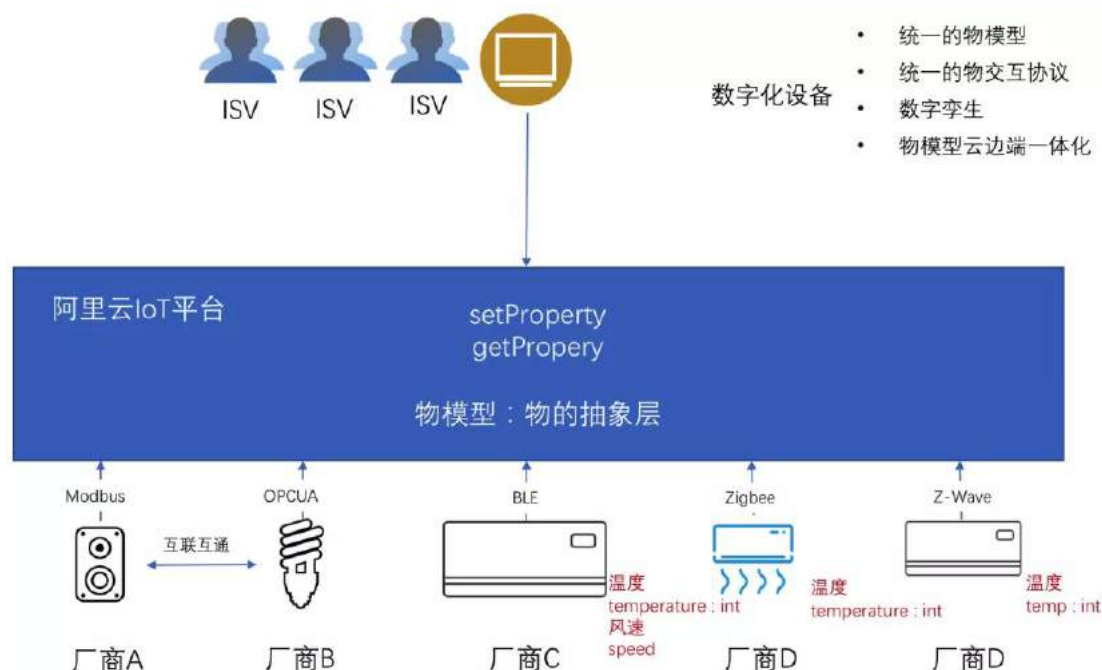 ISV
ISV
ISV
数字化设备
• 统一的物模型
• 统一的物交互协议
• 数字孪生
• 物模型云边端一体化
阿里云IoT平台
setProperty
getPropery
物模型：物的抽象层
Modbus
OPCUA
BLE
Zigbee
Z-Wave
互联互通
温度
temperature : int
风速
speed
温度
temperature : int
温度
temp : int
厂商A
厂商B
厂商C
厂商D
厂商D